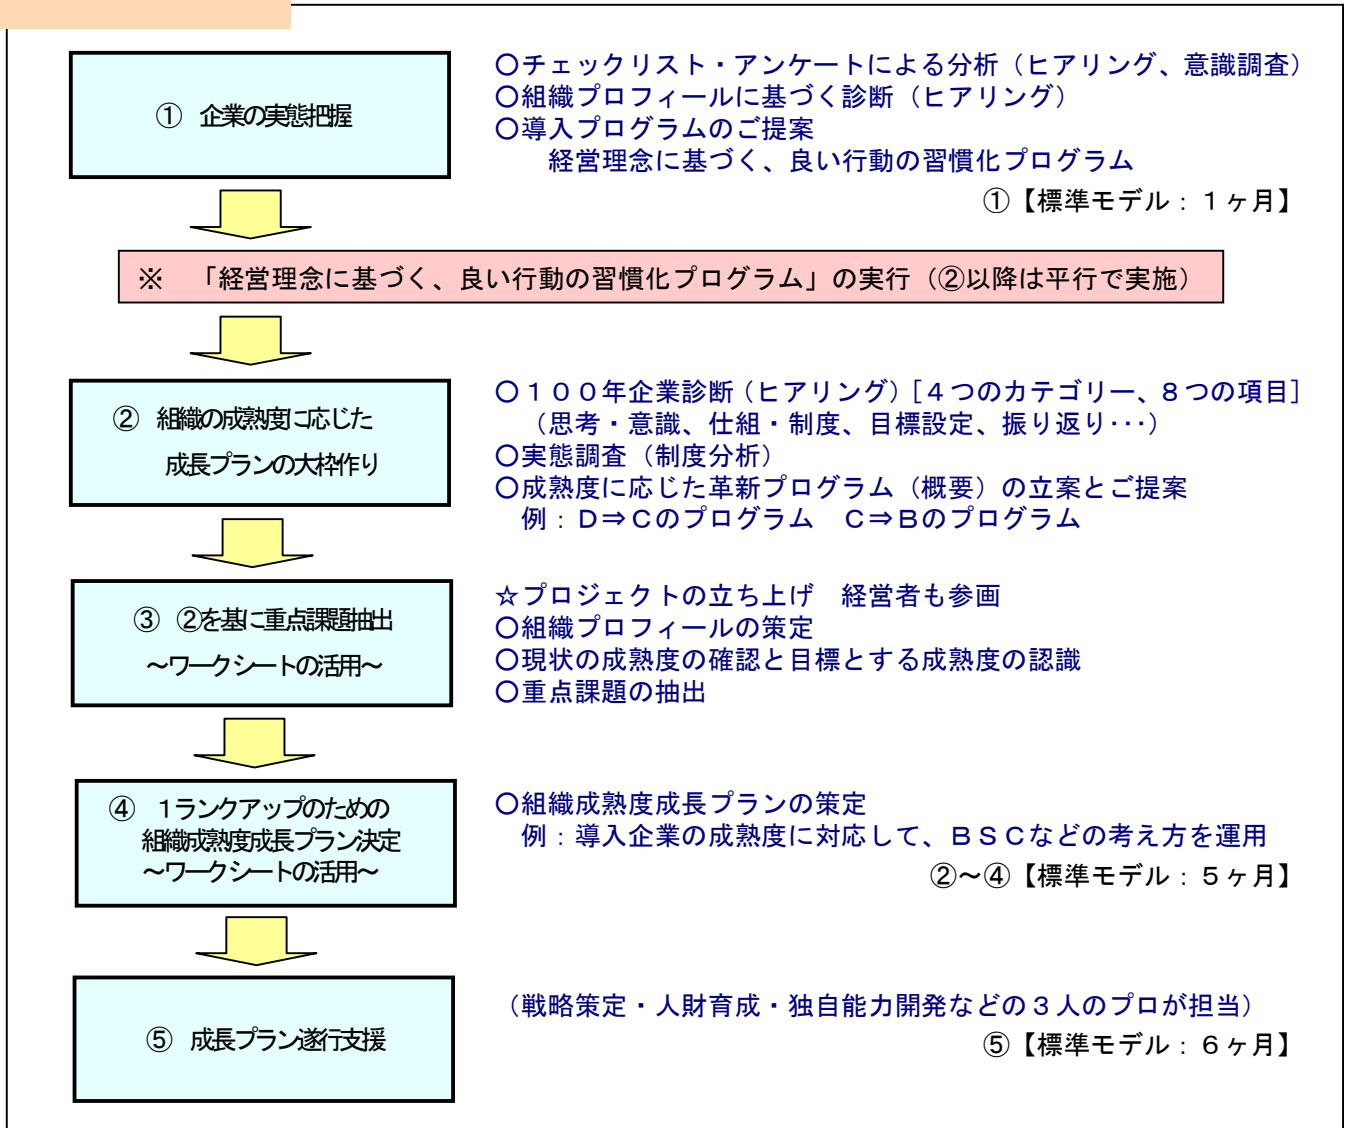 ① 企業の実態把握
〇チェックリスト・アンケートによる分析（ヒアリング、意識調査）
〇組織プロフィールに基づく診断（ヒアリング）
〇導入プログラムのご提案
経営理念に基づく、良い行動の習慣化プログラム
①【標準モデル：１ヶ月】
※　「経営理念に基づく、良い行動の習慣化プログラム」の実行（②以降は平行で実施）
② 組織の成熟度に応じた
成長プランの大枠作り
〇１００年企業診断（ヒアリング）［４つのカテゴリー、８つの項目］
（思考・意識、仕組・制度、目標設定、振り返り･･･）
〇実態調査（制度分析）
〇成熟度に応じた革新プログラム（概要）の立案とご提案
例：Ｄ⇒Ｃのプログラム　Ｃ⇒Ｂのプログラム
③ ②を基に重点課題抽出
～ワークシートの活用～
☆プロジェクトの立ち上げ　経営者も参画
〇組織プロフィールの策定
〇現状の成熟度の確認と目標とする成熟度の認識
〇重点課題の抽出
④ １ランクアップのための
組織成熟度成長プラン決定
～ワークシートの活用～
〇組織成熟度成長プランの策定
例：導入企業の成熟度に対応して、ＢＳＣなどの考え方を運用
②～④【標準モデル：５ヶ月】
⑤ 成長プラン遂行支援
（戦略策定・人財育成・独自能力開発などの３人のプロが担当）
⑤【標準モデル：６ヶ月】